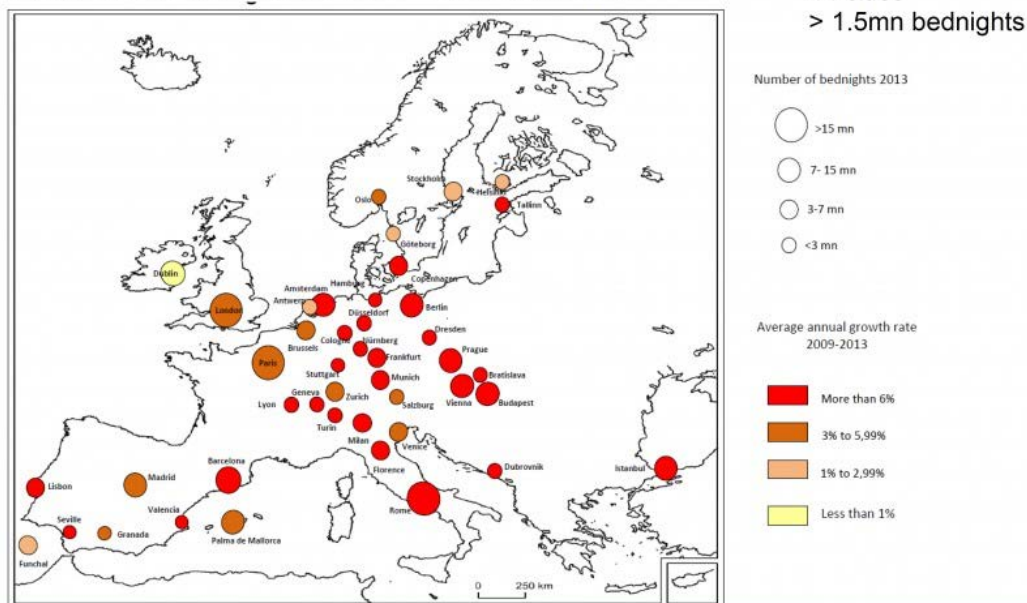 > 1.5mn bednights
Number of bednights 2013
>15 mn
7- 15 mn
3-7 mn
<3 mn
Average annual growth rate
2009-2013
More than 6%
3% to 5,99%
1% to 2,99%
Less than 1%
Stockholm
Helsinki
Oslo
Tallinn
Göteborg
Dublin
Copenhagen
Hamburg
Amsterdam
Antwerp
London
Berlin
Düsseldorf
Dresden
Cologne
Nürnberg
Brussels
Prague
Paris
Frankfurt
Stuttgart
Bratislava
Munich
Geneva
Zurich
Salzburg
Vienna
Budapest
Lyon
Turin
Milan
Venice
Florence
Dubrovnik
Istanbul
Barcelona
Madrid
Lisbon
Rome
Valencia
Seville
Granada
Palma de Mallorca
Funchal
0 250 km